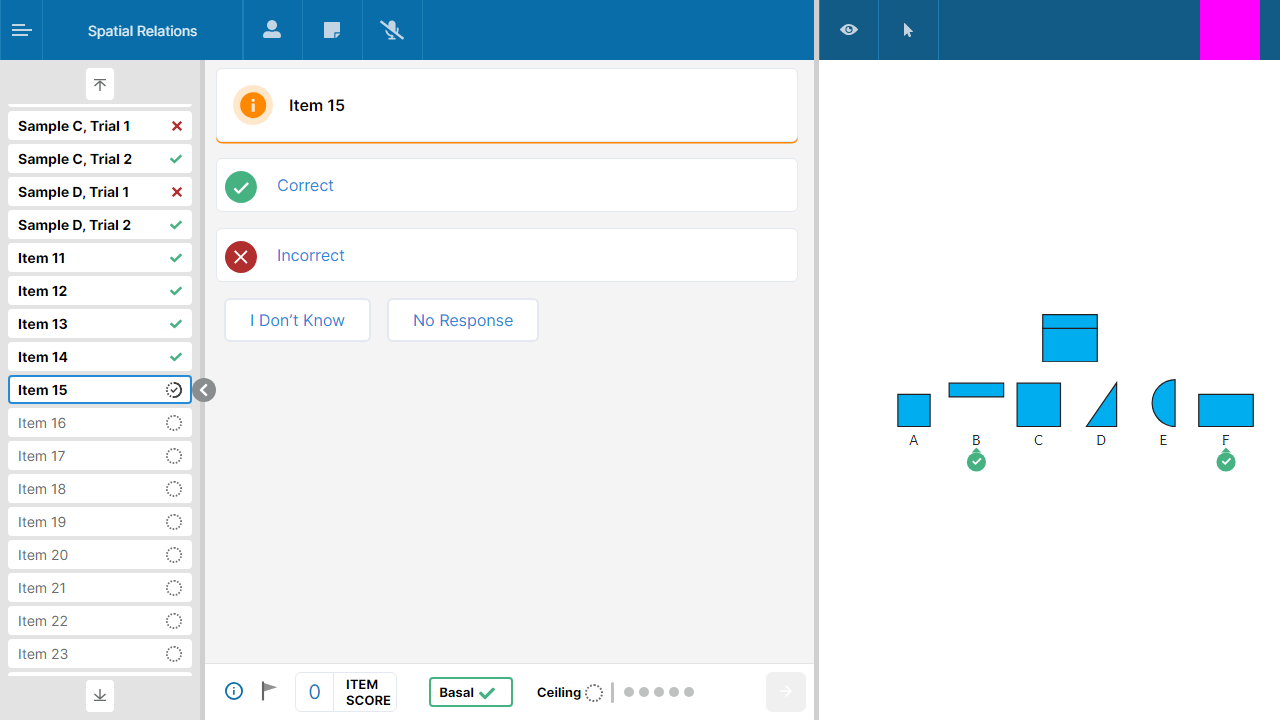 Spatial Relations
Sample C, Trial 1
Sample C, Trial 2
Sample D, Trial 1
Sample D, Trial 2
Item 11
Item 12
Item 13
Item 14
Item 15
Item 16
Item 17
Item 18
Item 19
Item 20
Item 21
Item 22
Item 23
Item 15
Correct
Incorrect
I Don’t Know
No Response
0
ITEM
SCORE
Basal
Ceiling
A B C D E F